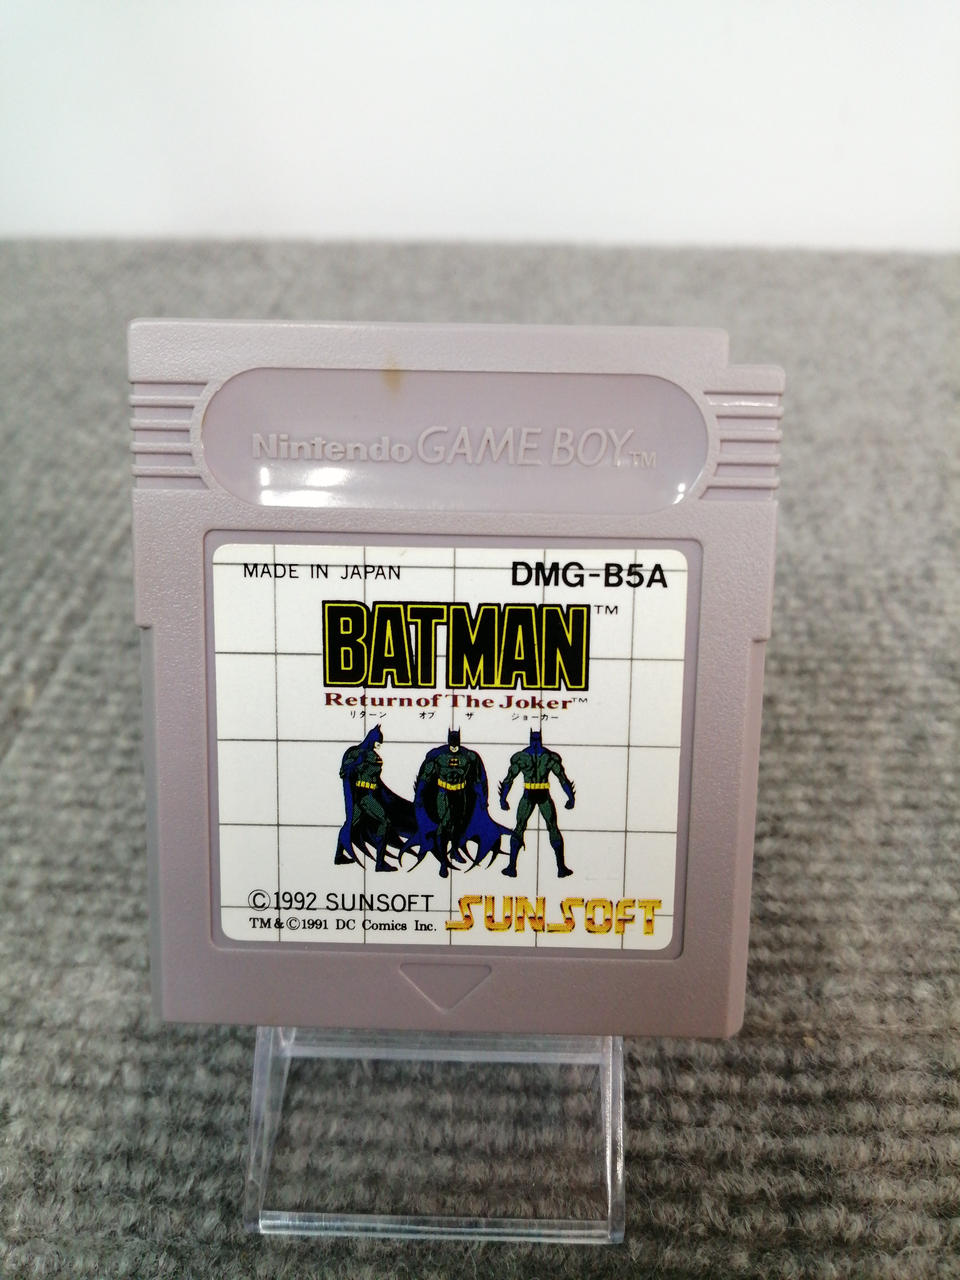 Nintendo GAME BOY™
MADE IN JAPAN DMG-B5A
BATMAN™
Return of The Joker™
リターン オブ ザ ジョーカー
©1992 SUNSOFT
TM&©1991 DC Comics Inc. SUNSOFT